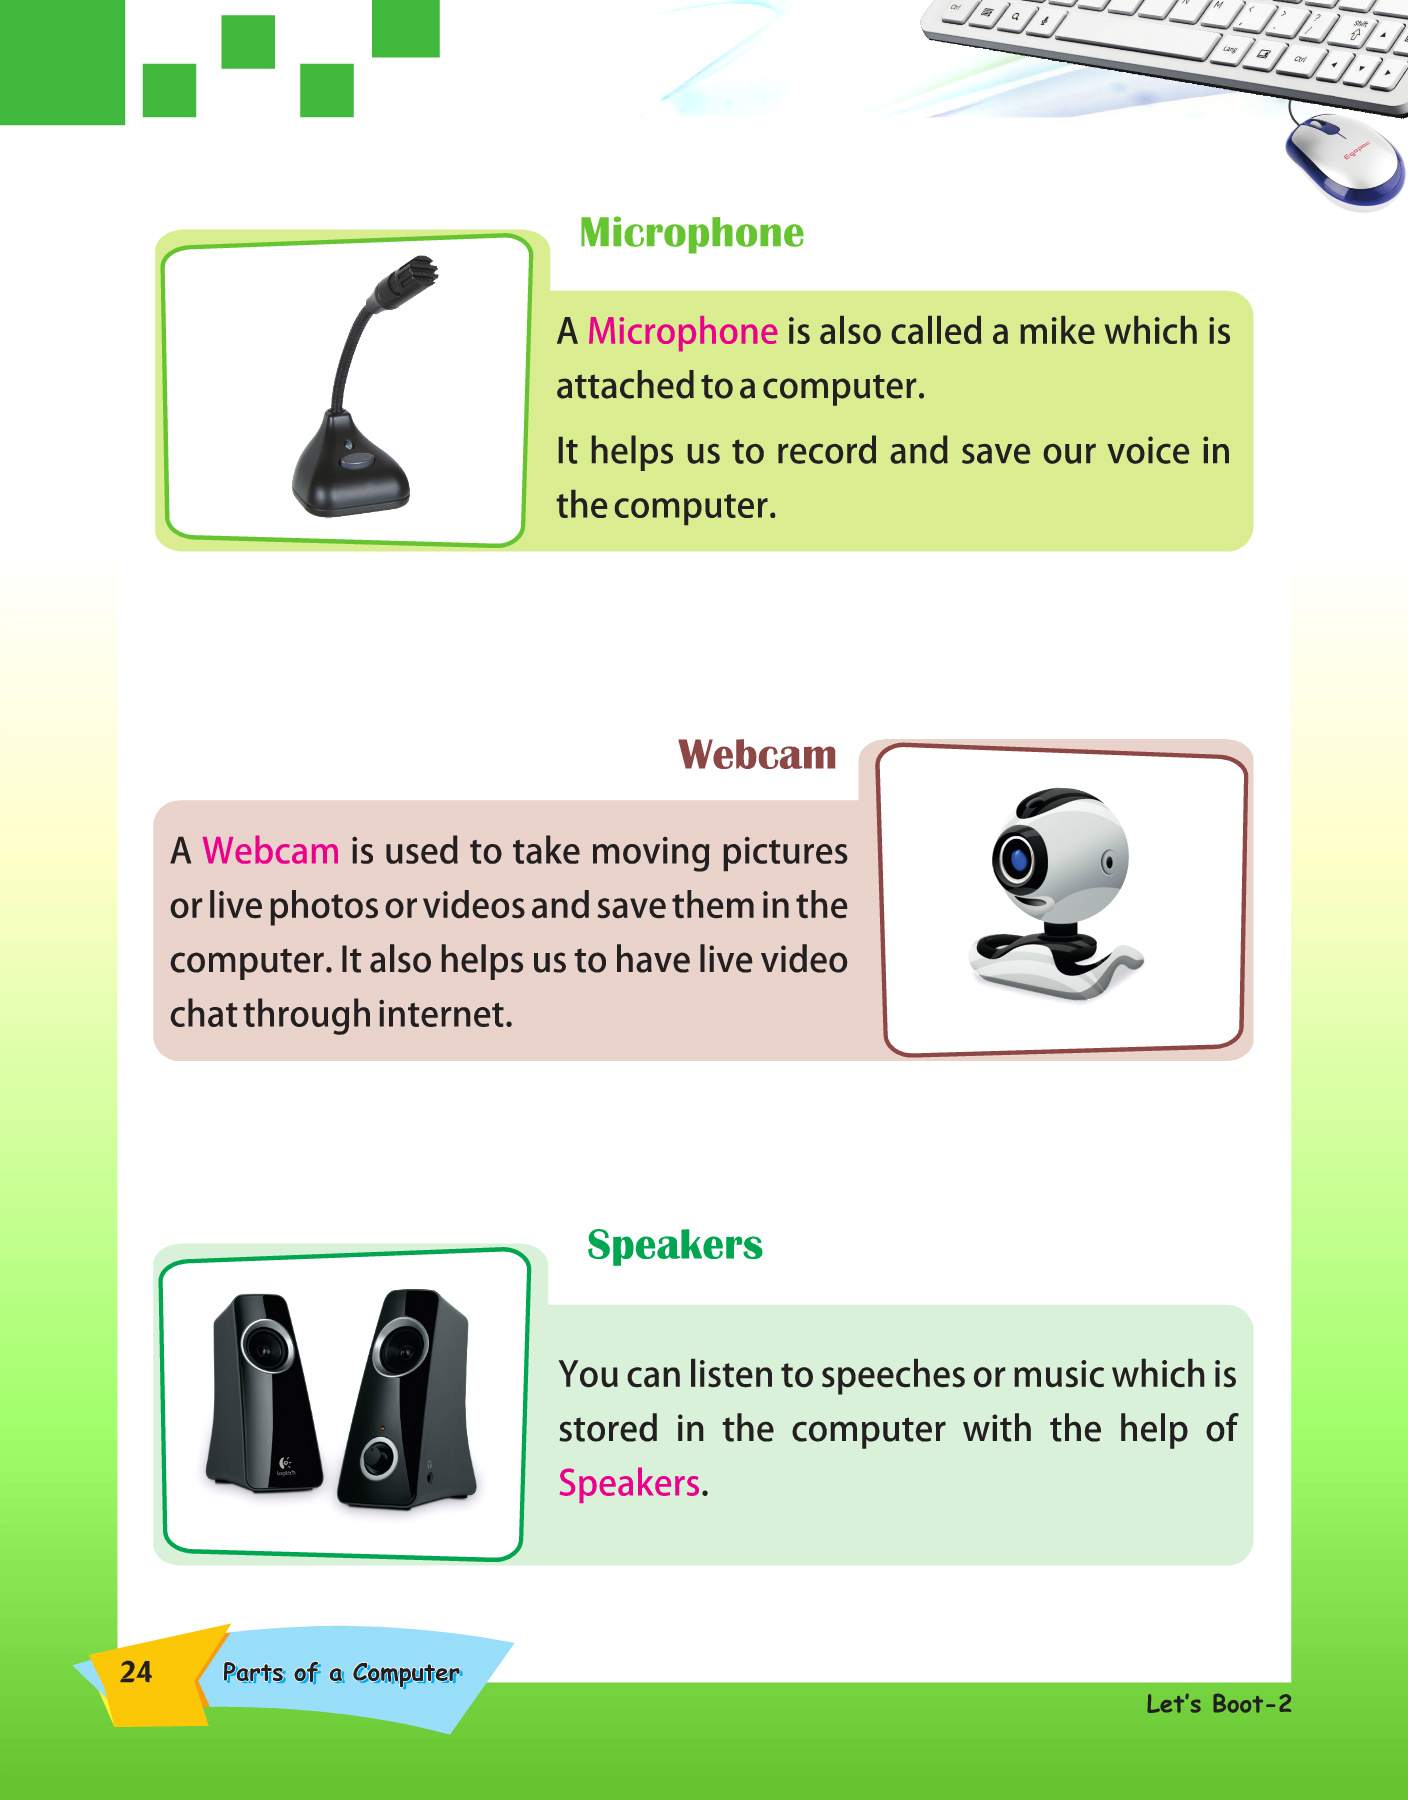 Microphone
A Microphone is also called a mike which is
attached to a computer.
It helps us to record and save our voice in
the computer.
Webcam
A Webcam is used to take moving pictures
or live photos or videos and save them in the
computer. It also helps us to have live video
chat through internet.
Speakers
You can listen to speeches or music which is
stored in the computer with the help of
Speakers.
24
Parts of a Computer
Let's Boot-2